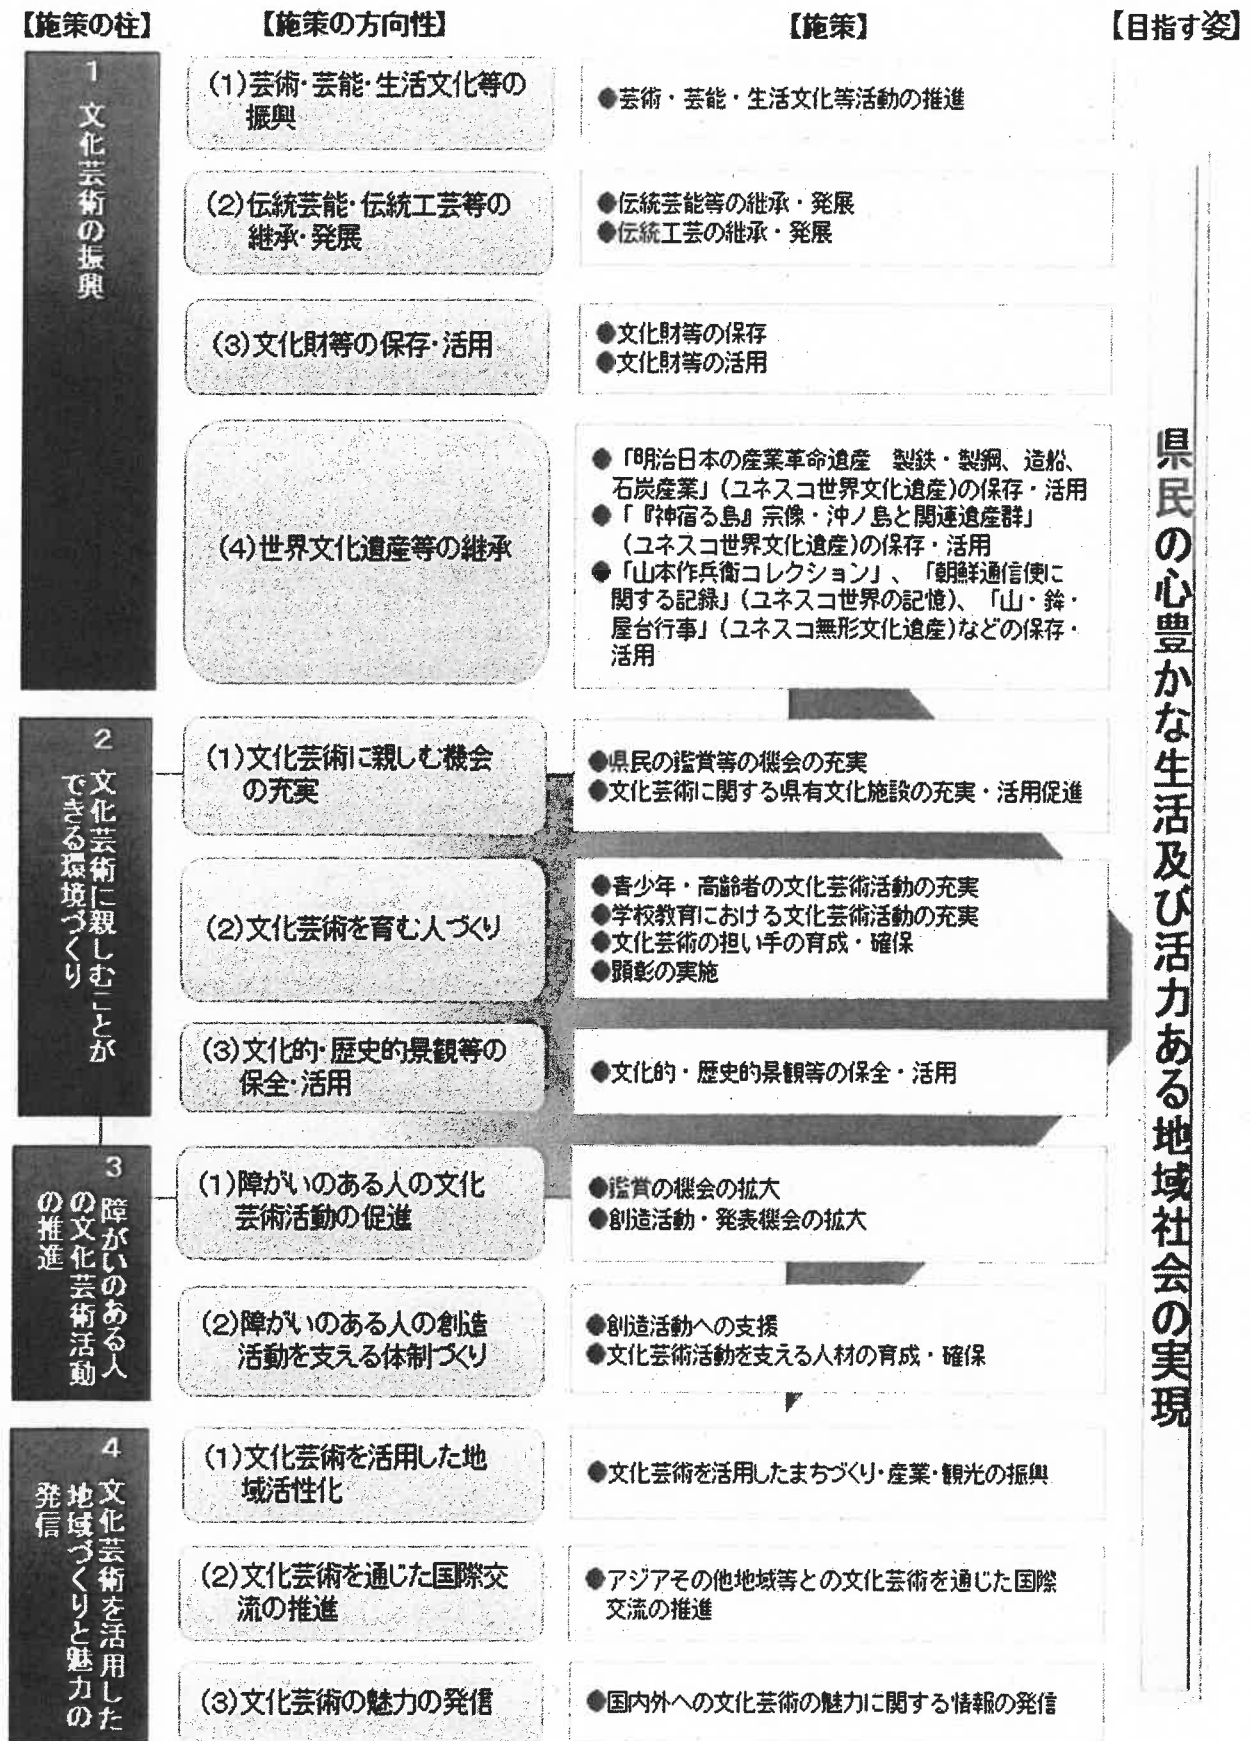 【施策の柱】
【施策の方向性】
【施策】
【目指す姿】
1 文化芸術の振興
(1)芸術・芸能・生活文化等の
振興
●芸術・芸能・生活文化等活動の推進
(2)伝統芸能・伝統工芸等の
継承・発展
●伝統芸能等の継承・発展
●伝統工芸の継承・発展
(3)文化財等の保存・活用
●文化財等の保存
●文化財等の活用
(4)世界文化遺産等の継承
●「明治日本の産業革命遺産 製鉄・製鋼、造船、
石炭産業」(ユネスコ世界文化遺産)の保存・活用
●「『神宿る島』宗像・沖ノ島と関連遺産群」
(ユネスコ世界文化遺産)の保存・活用
●「山本作兵衛コレクション」、「朝鮮通信使に
関する記録」(ユネスコ世界の記憶)、「山・鉾・
屋台行事」(ユネスコ無形文化遺産)などの保存・
活用
2 文化芸術に親しむことが
できる環境づくり
(1)文化芸術に親しむ機会
の充実
●県民の鑑賞等の機会の充実
●文化芸術に関する県有文化施設の充実・活用促進
(2)文化芸術を育む人づくり
●青少年・高齢者の文化芸術活動の充実
●学校教育における文化芸術活動の充実
●文化芸術の担い手の育成・確保
●顕彰の実施
(3)文化的・歴史的景観等の
保全・活用
●文化的・歴史的景観等の保全・活用
3 障がいのある人
の文化芸術活動
の推進
(1)障がいのある人の文化
芸術活動の促進
●鑑賞の機会の拡大
●創造活動・発表機会の拡大
(2)障がいのある人の創造
活動を支える体制づくり
●創造活動への支援
●文化芸術活動を支える人材の育成・確保
4 文化芸術を活用した
地域づくりと魅力の
発信
(1)文化芸術を活用した地
域活性化
●文化芸術を活用したまちづくり・産業・観光の振興
(2)文化芸術を通じた国際交
流の推進
●アジアその他地域等との文化芸術を通じた国際
交流の推進
(3)文化芸術の魅力の発信
●国内外への文化芸術の魅力に関する情報の発信
県民の心豊かな生活及び活力ある地域社会の実現